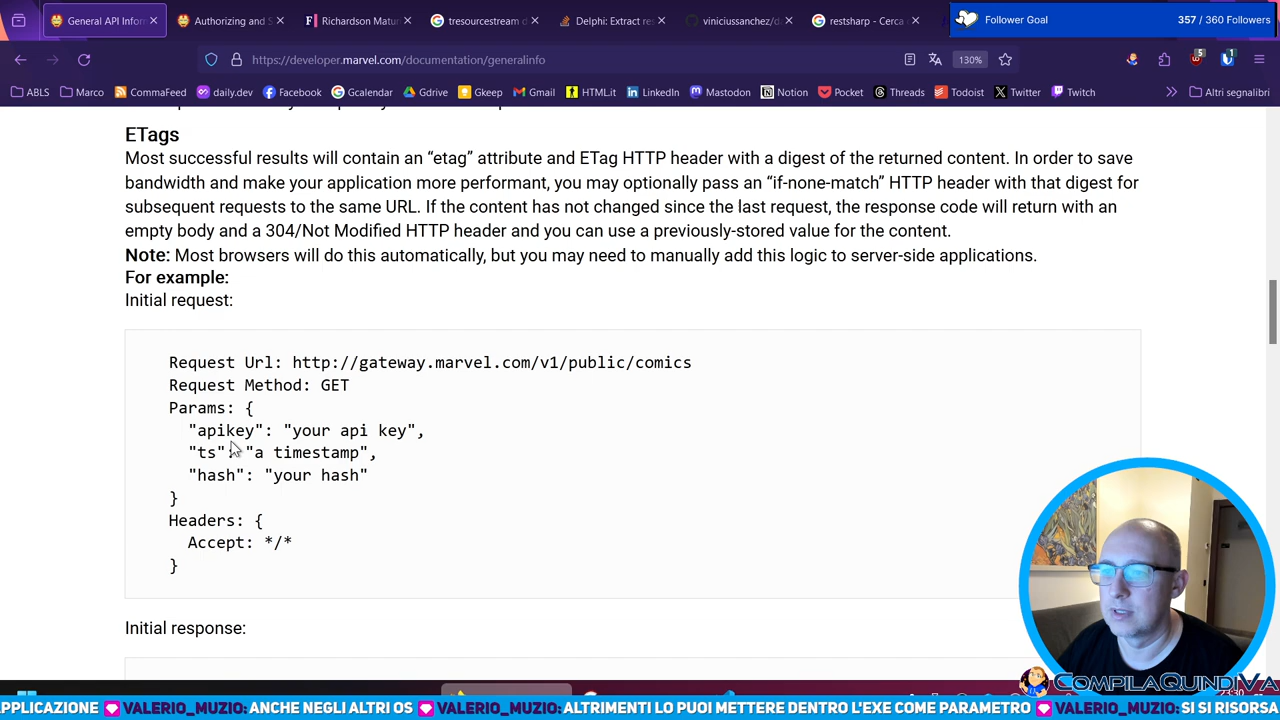 General API Infor
Authorizing and S
Richardson Matur
tresourcestream d
Delphi: Extract res
viniciussanchez/da
restsharp - Cerca
Follower Goal
357 / 360 Followers
https://developer.marvel.com/documentation/generalinfo
130%
5
1
ABLS
Marco
CommaFeed
daily.dev
Facebook
Gcalendar
Gdrive
Gkeep
Gmail
HTML.it
LinkedIn
Mastodon
Notion
Pocket
Threads
Todoist
Twitter
Twitch
Altri segnalibri
ETags
Most successful results will contain an “etag” attribute and ETag HTTP header with a digest of the returned content. In order to save
bandwidth and make your application more performant, you may optionally pass an “if-none-match” HTTP header with that digest for
subsequent requests to the same URL. If the content has not changed since the last request, the response code will return with an
empty body and a 304/Not Modified HTTP header and you can use a previously-stored value for the content.
Note: Most browsers will do this automatically, but you may need to manually add this logic to server-side applications.
For example:
Initial request:
Request Url: http://gateway.marvel.com/v1/public/comics
Request Method: GET
Params: {
"apikey": "your api key",
"ts": "a timestamp",
"hash": "your hash"
}
Headers: {
Accept: */*
}
Initial response:
COMPILAQUINDIVA
APPLICAZIONE VALERIO_MUZIO: ANCHE NEGLI ALTRI OS VALERIO_MUZIO: ALTRIMENTI LO PUOI METTERE DENTRO L'EXE COME PARAMETRO VALERIO_MUZIO: SI SI RISORSA